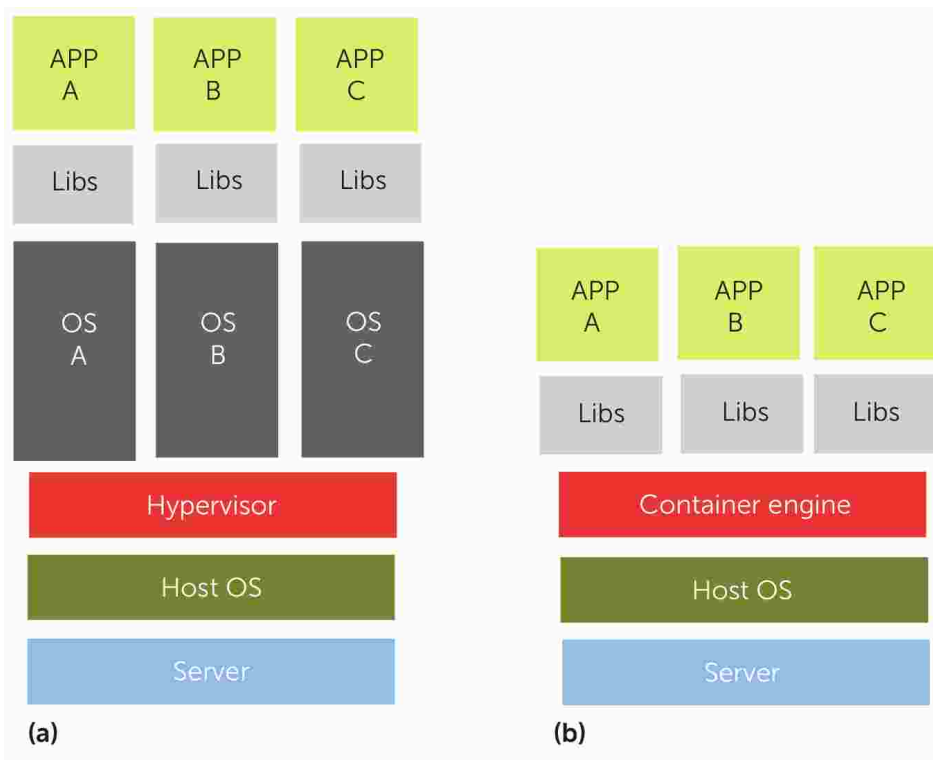 APP
A
APP
B
APP
C
Libs
Libs
Libs
OS
A
OS
B
OS
C
Hypervisor
Host OS
Server
(a)
APP
A
APP
B
APP
C
Libs
Libs
Libs
Container engine
Host OS
Server
(b)